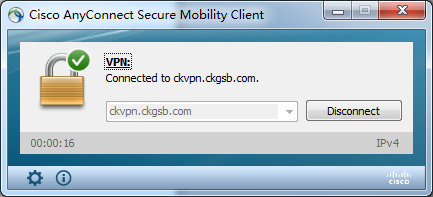 Cisco AnyConnect Secure Mobility Client
VPN:
Connected to ckvpn.ckgsb.com.
ckvpn.ckgsb.com
Disconnect
00:00:16
IPv4
cisco